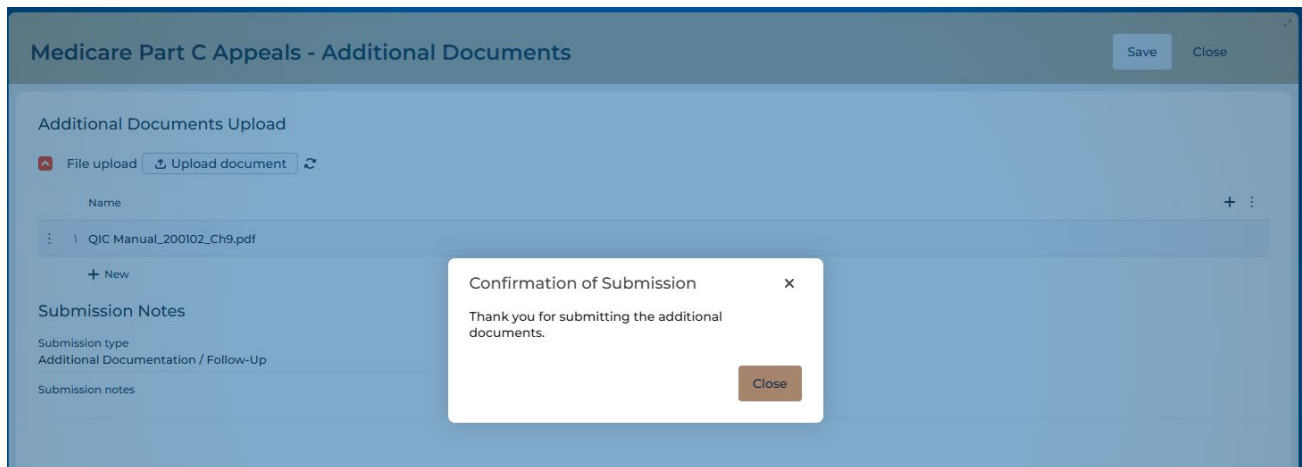 Medicare Part C Appeals - Additional Documents
Save
Close
Additional Documents Upload
File upload
Upload document
Name
1 QIC Manual_200102_Ch9.pdf
+ New
Confirmation of Submission
Thank you for submitting the additional
documents.
Close
Submission Notes
Submission type
Additional Documentation / Follow-Up
Submission notes